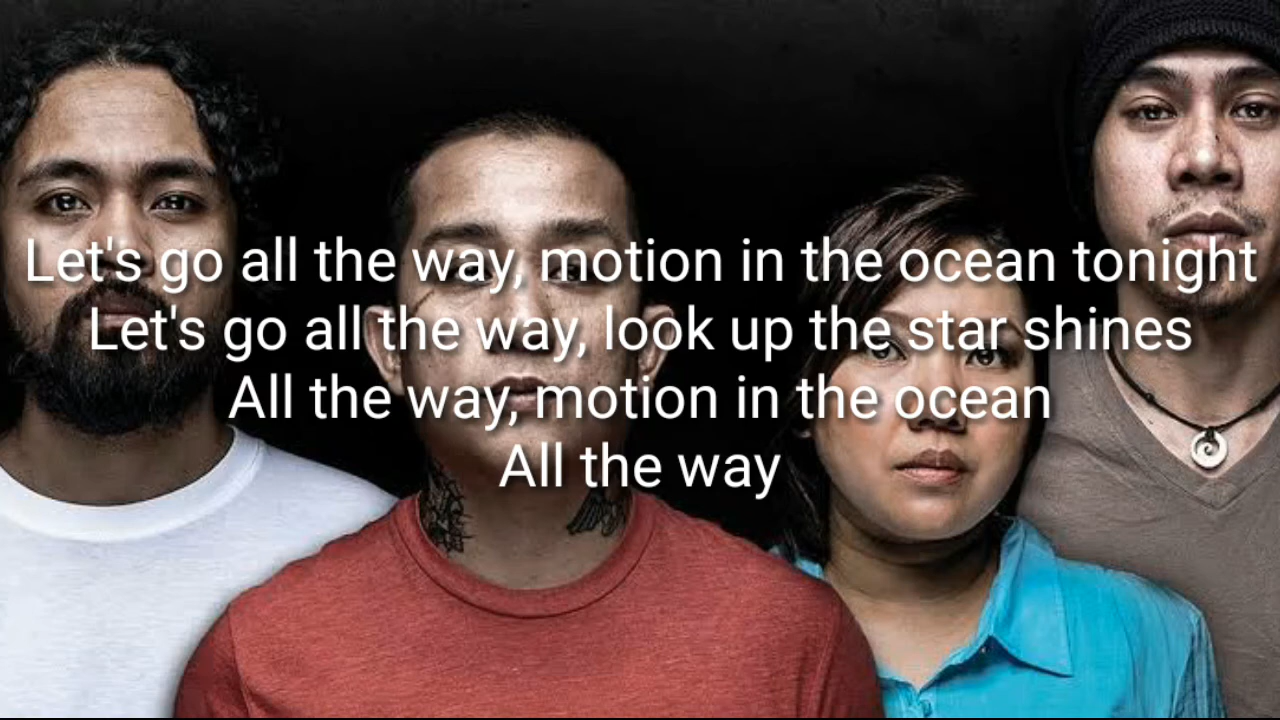 Let's go all the way, motion in the ocean tonight
Let's go all the way, look up the star shines
All the way, motion in the ocean
All the way